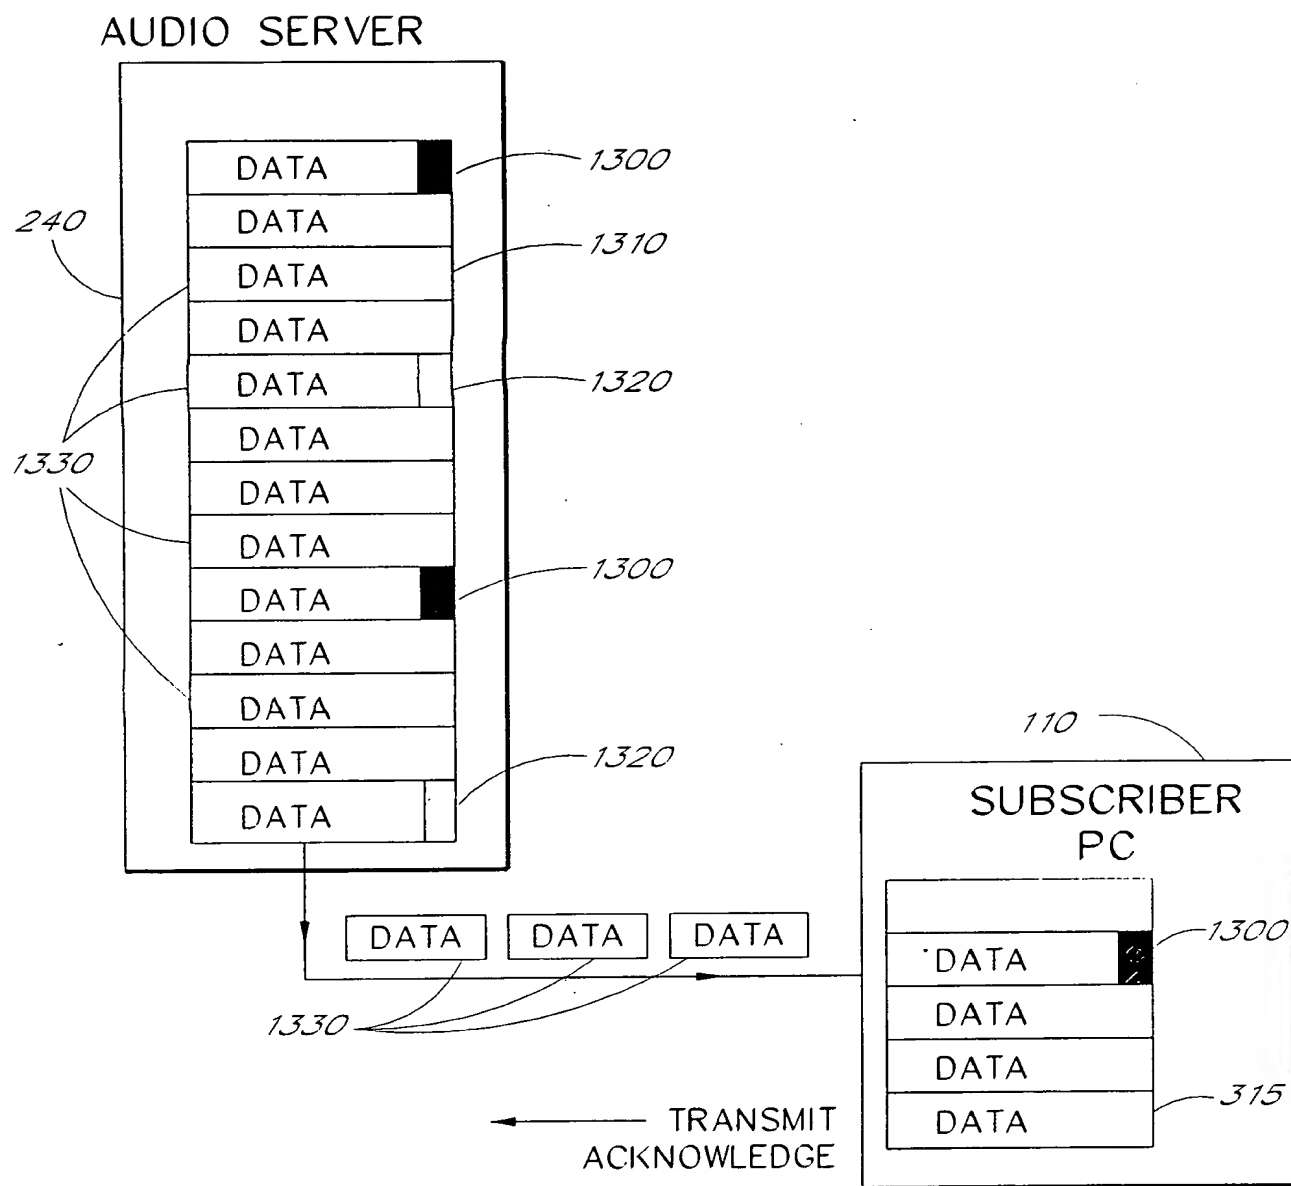 AUDIO SERVER
DATA 1300
DATA
240
DATA 1310
DATA
DATA 1320
DATA
1330
DATA
DATA
DATA 1300
DATA
DATA
DATA 1320
DATA
110
SUBSCRIBER
PC
DATA DATA DATA
DATA 1300
1330
DATA
DATA
DATA 315
TRANSMIT
ACKNOWLEDGE